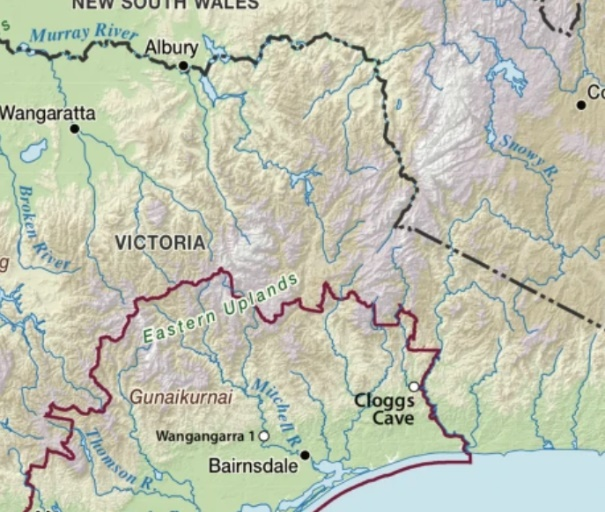 NEW SOUTH WALES
Murray River
Albury
Wangaratta
Co
Snowy R.
Broken River
VICTORIA
g
Eastern Uplands
Gunaikurnai
Mitchell R.
Cloggs
Cave
Wangangarra 1
Bairnsdale
Thomson R.